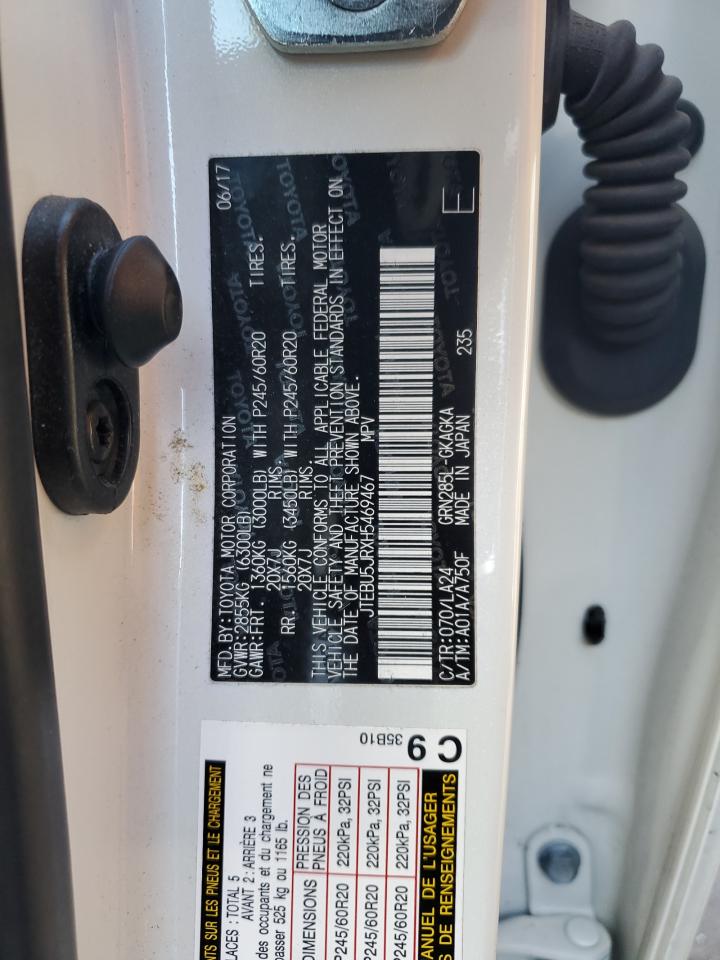 MFD.BY:TOYOTA MOTOR CORPORATION 06/17
GVWR:2855KG (6300LB)
GAWR:FRT. 1360KG (3000LB) WITH P245/60R20 TIRES.
20X7J RIMS.
RR. 1560KG (3450LB) WITH P245/60R20 TIRES.
20X7J RIMS.
THIS VEHICLE CONFORMS TO ALL APPLICABLE FEDERAL MOTOR
VEHICLE SAFETY AND THEFT PREVENTION STANDARDS IN EFFECT ON
THE DATE OF MANUFACTURE SHOWN ABOVE.
JTEBU5JRXH5469467 MPV
C/TR:070/LA24 GRN285L-GKAGKA
A/TM:A01A/A750F MADE IN JAPAN 235
E
NTS SUR LES PNEUS ET LE CHARGEMENT
LACES : TOTAL 5
AVANT 2 : ARRIÈRE 3
des occupants et du chargement ne
passer 525 kg ou 1165 lb.
DIMENSIONS PRESSION DES PNEUS À FROID
P245/60R20 220kPa, 32PSI
P245/60R20 220kPa, 32PSI
P245/60R20 220kPa, 32PSI
ANUEL DE L'USAGER
S DE RENSEIGNEMENTS
C9
35B10